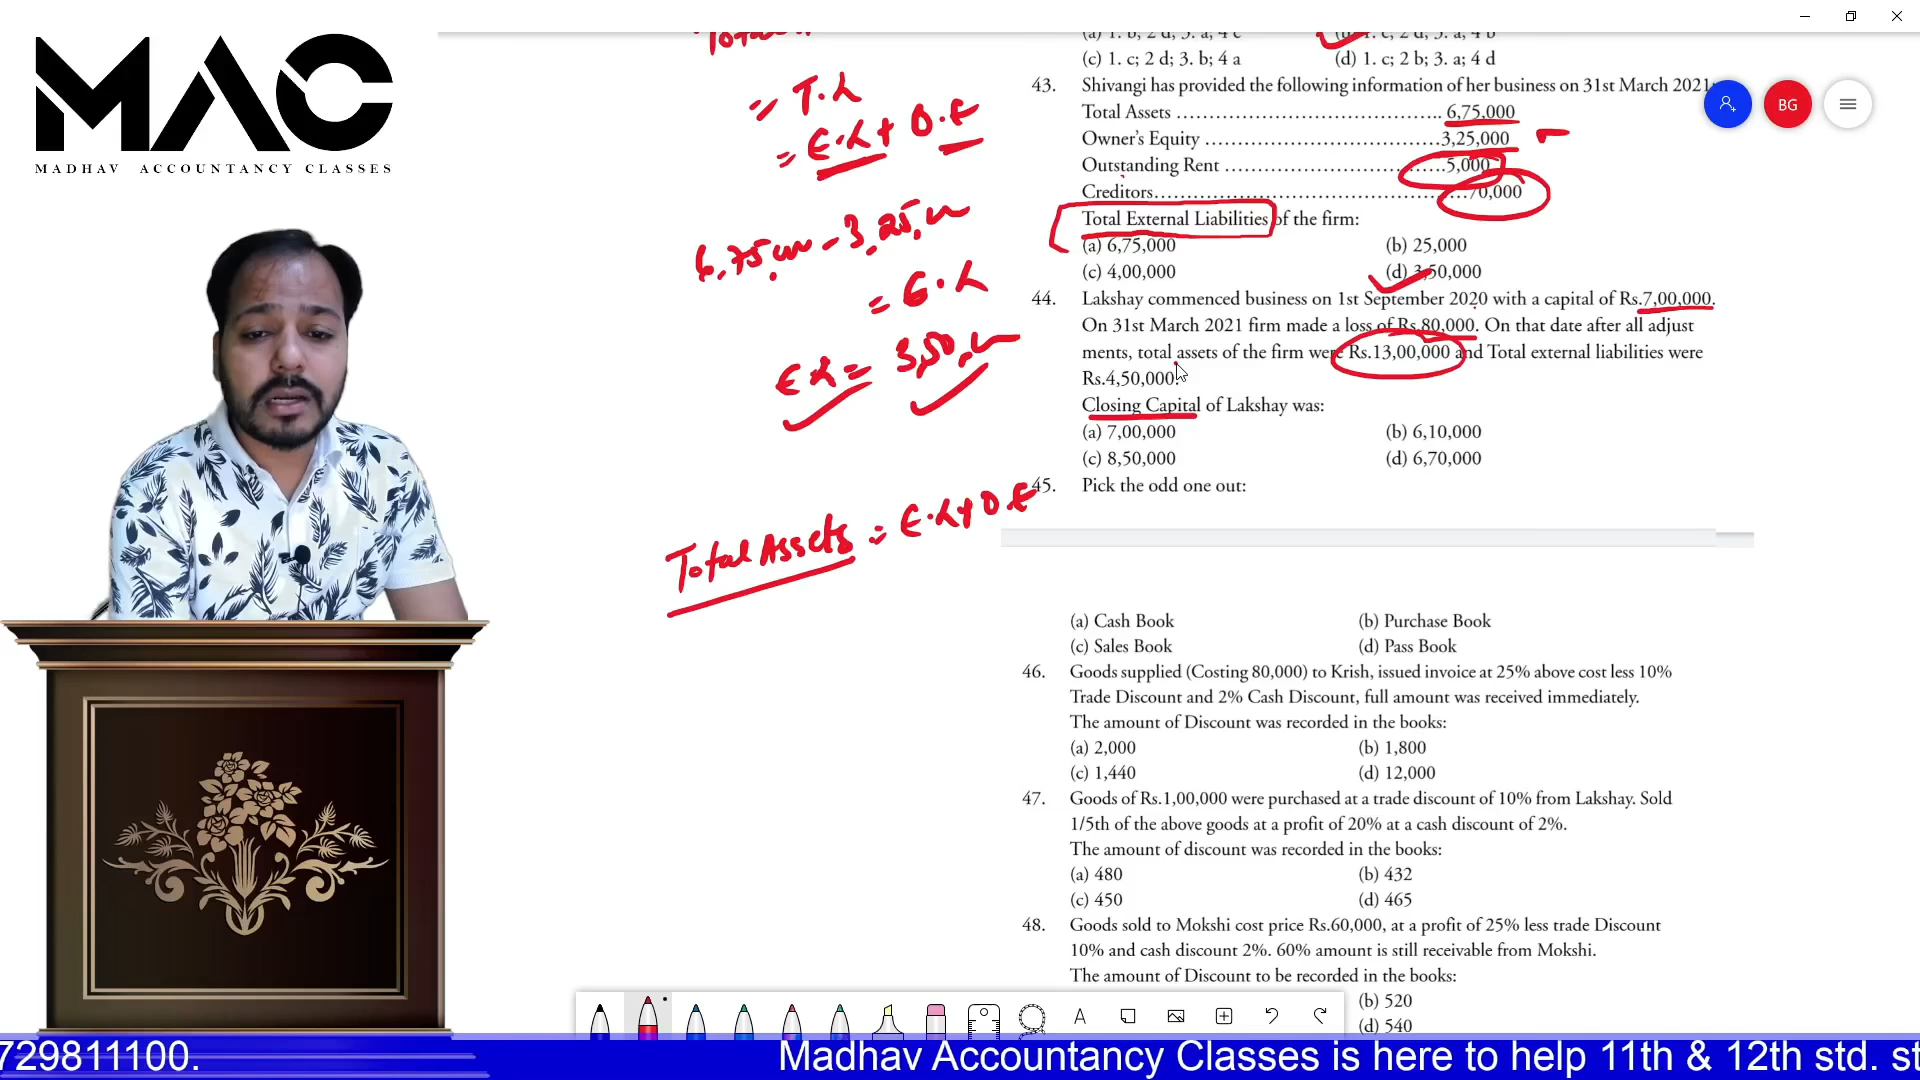 MAC
MADHAV ACCOUNTANCY CLASSES
= T.L
= E.L + O.E
6,75,000 - 3,25,000
= E.L
E.L = 3,50,000
Total Assets = E.L + O.E
(c) 1. c; 2 d; 3. b; 4 a (d) 1. c; 2 b; 3. a; 4 d
43. Shivangi has provided the following information of her business on 31st March 2021:
Total Assets ........................................ 6,75,000
Owner's Equity ....................................3,25,000
Outstanding Rent ..................................5,000
Creditors................................................70,000
Total External Liabilities of the firm:
(a) 6,75,000 (b) 25,000
(c) 4,00,000 (d) 3,50,000
44. Lakshay commenced business on 1st September 2020 with a capital of Rs.7,00,000.
On 31st March 2021 firm made a loss of Rs.80,000. On that date after all adjust
ments, total assets of the firm were Rs.13,00,000 and Total external liabilities were
Rs.4,50,000.
Closing Capital of Lakshay was:
(a) 7,00,000 (b) 6,10,000
(c) 8,50,000 (d) 6,70,000
45. Pick the odd one out:
(a) Cash Book (b) Purchase Book
(c) Sales Book (d) Pass Book
46. Goods supplied (Costing 80,000) to Krish, issued invoice at 25% above cost less 10%
Trade Discount and 2% Cash Discount, full amount was received immediately.
The amount of Discount was recorded in the books:
(a) 2,000 (b) 1,800
(c) 1,440 (d) 12,000
47. Goods of Rs.1,00,000 were purchased at a trade discount of 10% from Lakshay. Sold
1/5th of the above goods at a profit of 20% at a cash discount of 2%.
The amount of discount was recorded in the books:
(a) 480 (b) 432
(c) 450 (d) 465
48. Goods sold to Mokshi cost price Rs.60,000, at a profit of 25% less trade Discount
10% and cash discount 2%. 60% amount is still receivable from Mokshi.
The amount of Discount to be recorded in the books:
(b) 520
(d) 540
BG
A
729811100. Madhav Accountancy Classes is here to help 11th & 12th std. st